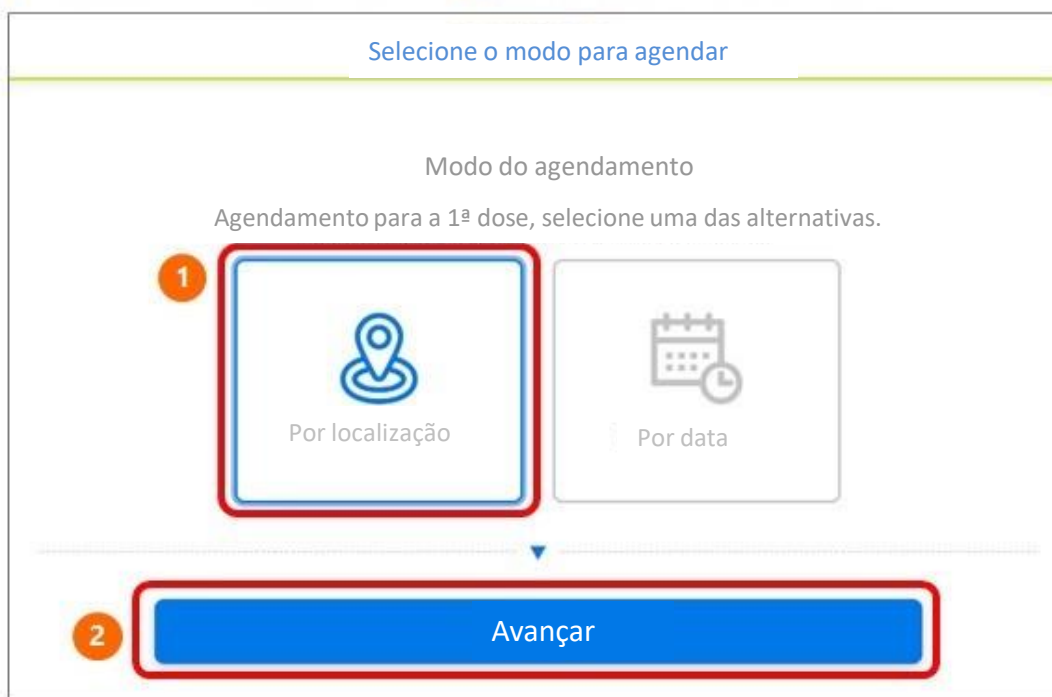 Selecione o modo para agendar
Modo do agendamento
Agendamento para a 1ª dose, selecione uma das alternativas.
1
Por localização
Por data
2
Avançar